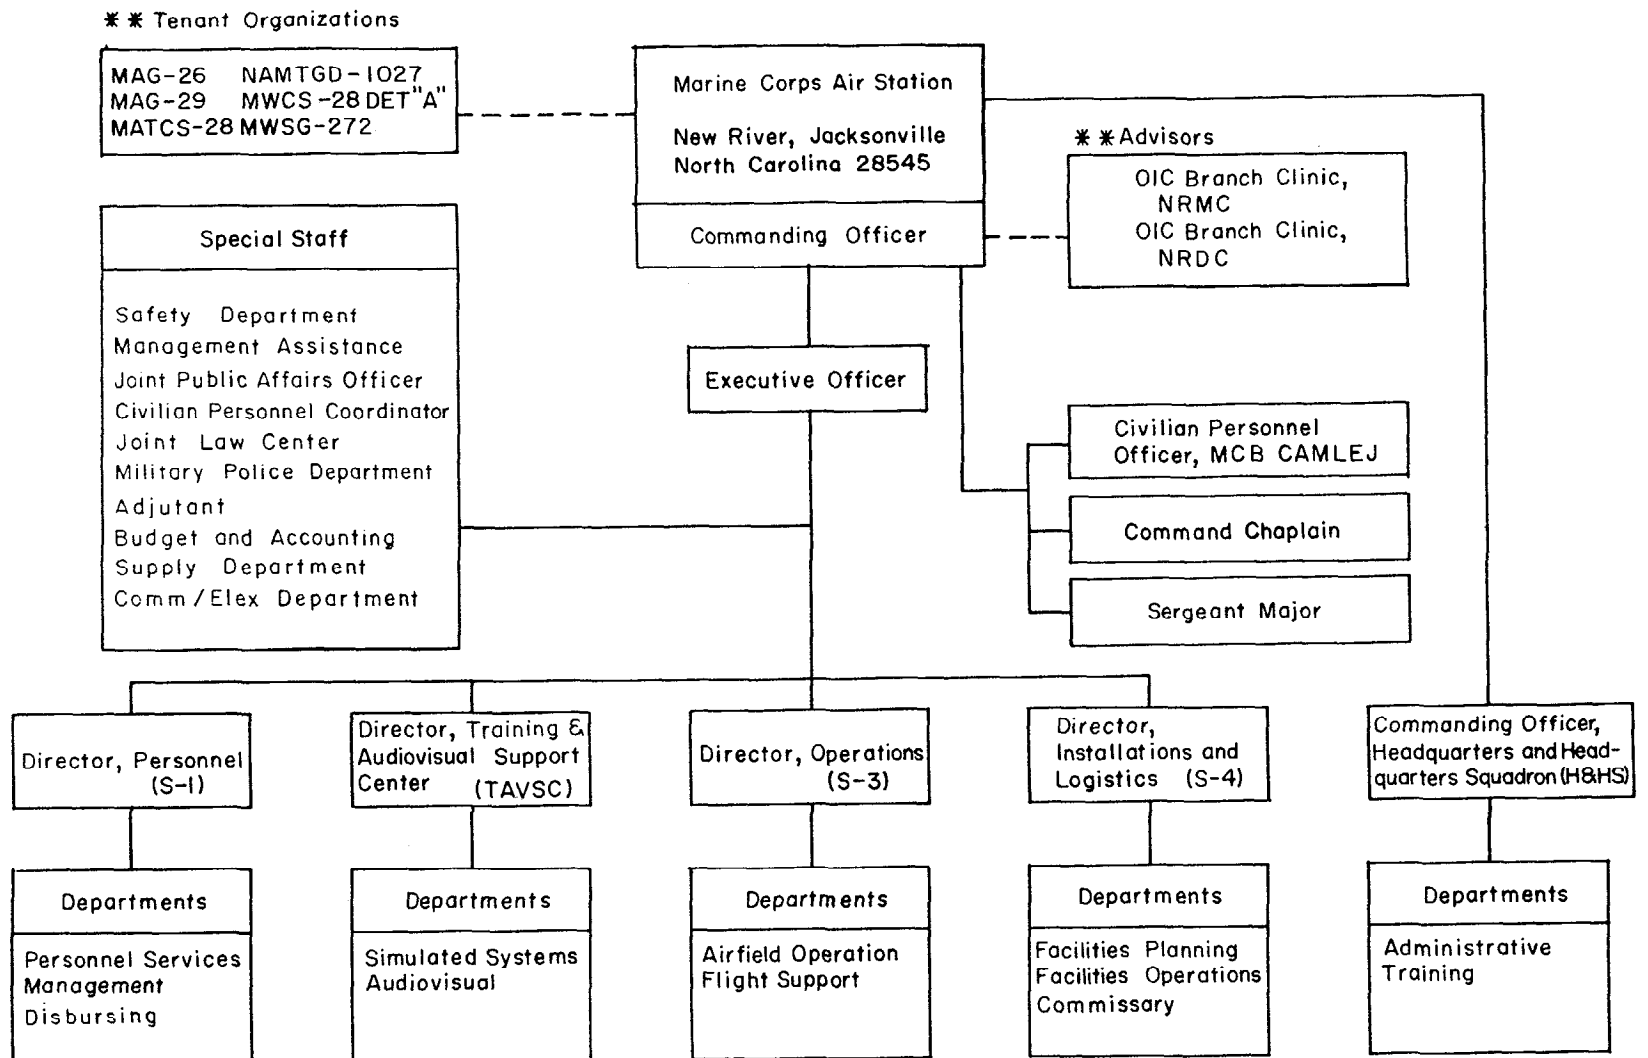 ** Tenant Organizations
MAG-26 NAMTGD-1027
MAG-29 MWCS-28 DET "A"
MATCS-28 MWSG-272
Marine Corps Air Station
New River, Jacksonville
North Carolina 28545
Commanding Officer
** Advisors
OIC Branch Clinic,
NRMC
OIC Branch Clinic,
NRDC
Special Staff
Safety Department
Management Assistance
Joint Public Affairs Officer
Civilian Personnel Coordinator
Joint Law Center
Military Police Department
Adjutant
Budget and Accounting
Supply Department
Comm/Elex Department
Executive Officer
Civilian Personnel
Officer, MCB CAMLEJ
Command Chaplain
Sergeant Major
Director, Personnel
(S-1)
Director, Training &
Audiovisual Support
Center (TAVSC)
Director, Operations
(S-3)
Director,
Installations and
Logistics (S-4)
Commanding Officer,
Headquarters and Head-
quarters Squadron (H&HS)
Departments
Personnel Services
Management
Disbursing
Departments
Simulated Systems
Audiovisual
Departments
Airfield Operation
Flight Support
Departments
Facilities Planning
Facilities Operations
Commissary
Departments
Administrative
Training